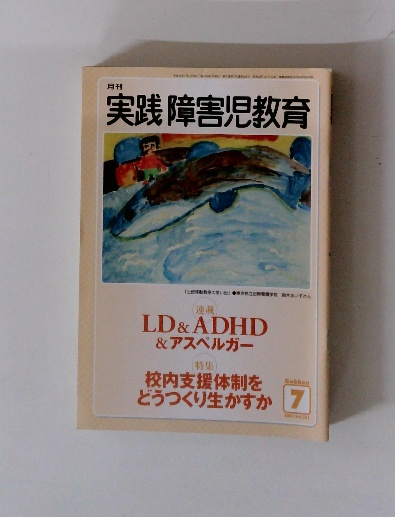 月刊
実践障害児教育
連載
LD&ADHD
&アスペルガー
特集
校内支援体制を
どうつくり生かすか
Gakken
7